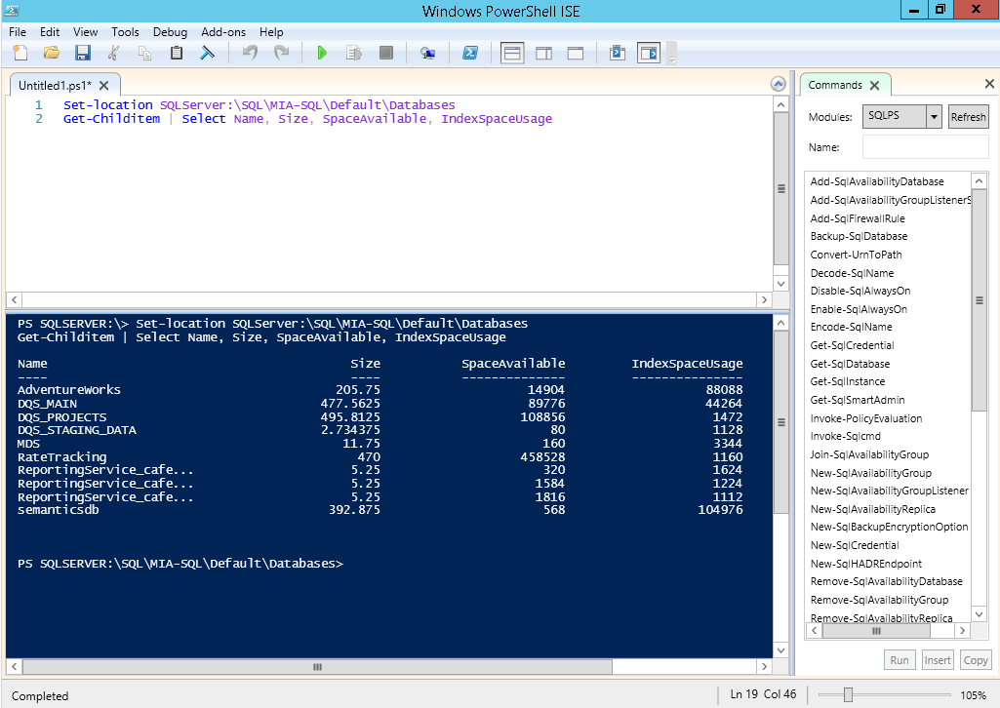 Windows PowerShell ISE
File Edit View Tools Debug Add-ons Help
Untitled1.ps1*
1 Set-location SQLServer:\SQL\MIA-SQL\Default\Databases
2 Get-Childitem | Select Name, Size, SpaceAvailable, IndexSpaceUsage
PS SQLSERVER:\> Set-location SQLServer:\SQL\MIA-SQL\Default\Databases
Get-Childitem | Select Name, Size, SpaceAvailable, IndexSpaceUsage
Name Size SpaceAvailable IndexSpaceUsage
---- ---- -------------- ---------------
AdventureWorks 205.75 14904 88088
DQS_MAIN 477.5625 89776 44264
DQS_PROJECTS 495.8125 108856 1472
DQS_STAGING_DATA 2.734375 80 1128
MDS 11.75 160 3344
RateTracking 470 458528 1160
ReportingService_cafe... 5.25 320 1624
ReportingService_cafe... 5.25 1584 1224
ReportingService_cafe... 5.25 1816 1112
semanticsdb 392.875 568 104976
PS SQLSERVER:\SQL\MIA-SQL\Default\Databases>
Commands
Modules: SQLPS Refresh
Name:
Add-SqlAvailabilityDatabase
Add-SqlAvailabilityGroupListenerS
Add-SqlFirewallRule
Backup-SqlDatabase
Convert-UrnToPath
Decode-SqlName
Disable-SqlAlwaysOn
Enable-SqlAlwaysOn
Encode-SqlName
Get-SqlCredential
Get-SqlDatabase
Get-SqlInstance
Get-SqlSmartAdmin
Invoke-PolicyEvaluation
Invoke-Sqlcmd
Join-SqlAvailabilityGroup
New-SqlAvailabilityGroup
New-SqlAvailabilityGroupListener
New-SqlAvailabilityReplica
New-SqlBackupEncryptionOption
New-SqlCredential
New-SqlHADREndpoint
Remove-SqlAvailabilityDatabase
Remove-SqlAvailabilityGroup
Remove-SqlAvailabilityReplica
Run Insert Copy
Completed Ln 19 Col 46 105%